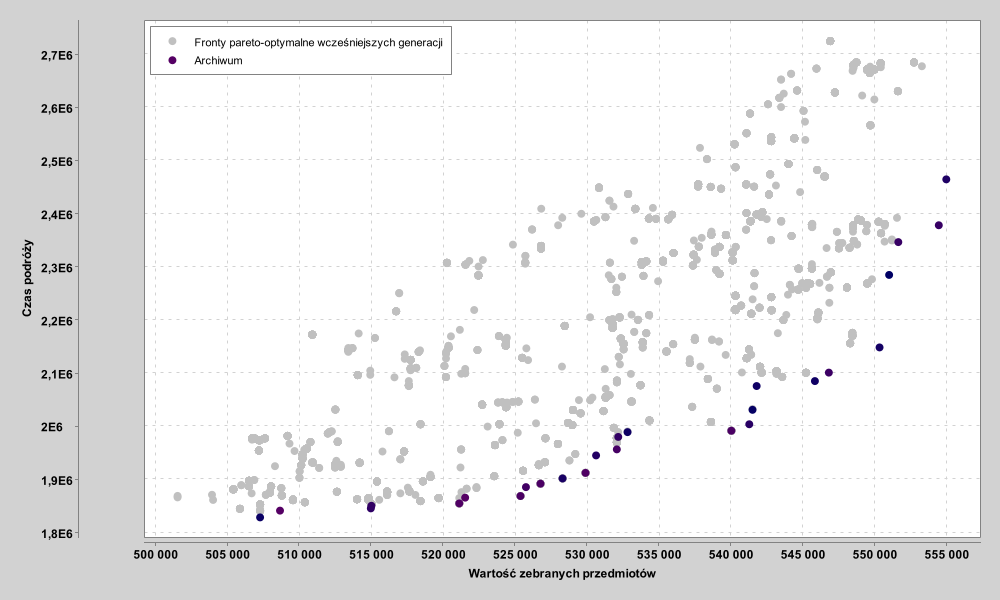 Fronty pareto-optymalne wcześniejszych generacji
Archiwum
2,7E6
2,6E6
2,5E6
2,4E6
2,3E6
2,2E6
2,1E6
2E6
1,9E6
1,8E6
Czas podróży
500 000 505 000 510 000 515 000 520 000 525 000 530 000 535 000 540 000 545 000 550 000 555 000
Wartość zebranych przedmiotów